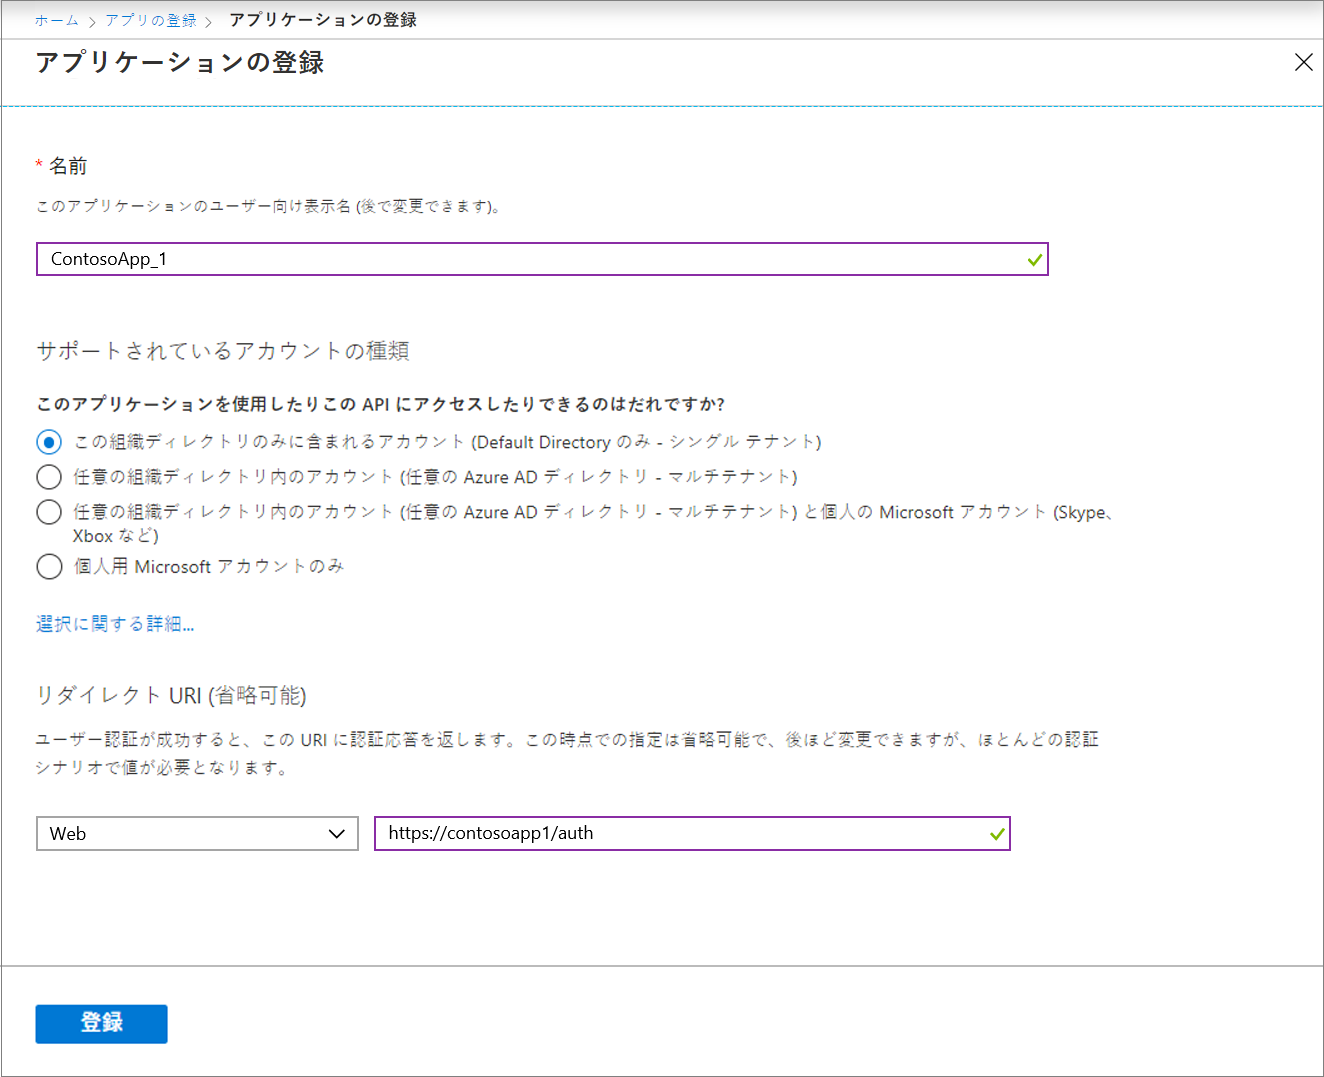 ホーム > アプリの登録 > アプリケーションの登録
アプリケーションの登録
* 名前
このアプリケーションのユーザー向け表示名 (後で変更できます)。
ContosoApp_1
サポートされているアカウントの種類
このアプリケーションを使用したりこの API にアクセスしたりできるのはだれですか?
この組織ディレクトリのみに含まれるアカウント (Default Directory のみ - シングル テナント)
任意の組織ディレクトリ内のアカウント (任意の Azure AD ディレクトリ - マルチテナント)
任意の組織ディレクトリ内のアカウント (任意の Azure AD ディレクトリ - マルチテナント) と個人の Microsoft アカウント (Skype、
Xbox など)
個人用 Microsoft アカウントのみ
選択に関する詳細...
リダイレクト URI (省略可能)
ユーザー認証が成功すると、この URI に認証応答を返します。この時点での指定は省略可能で、後ほど変更できますが、ほとんどの認証
シナリオで値が必要となります。
Web
https://contosoapp1/auth
登録